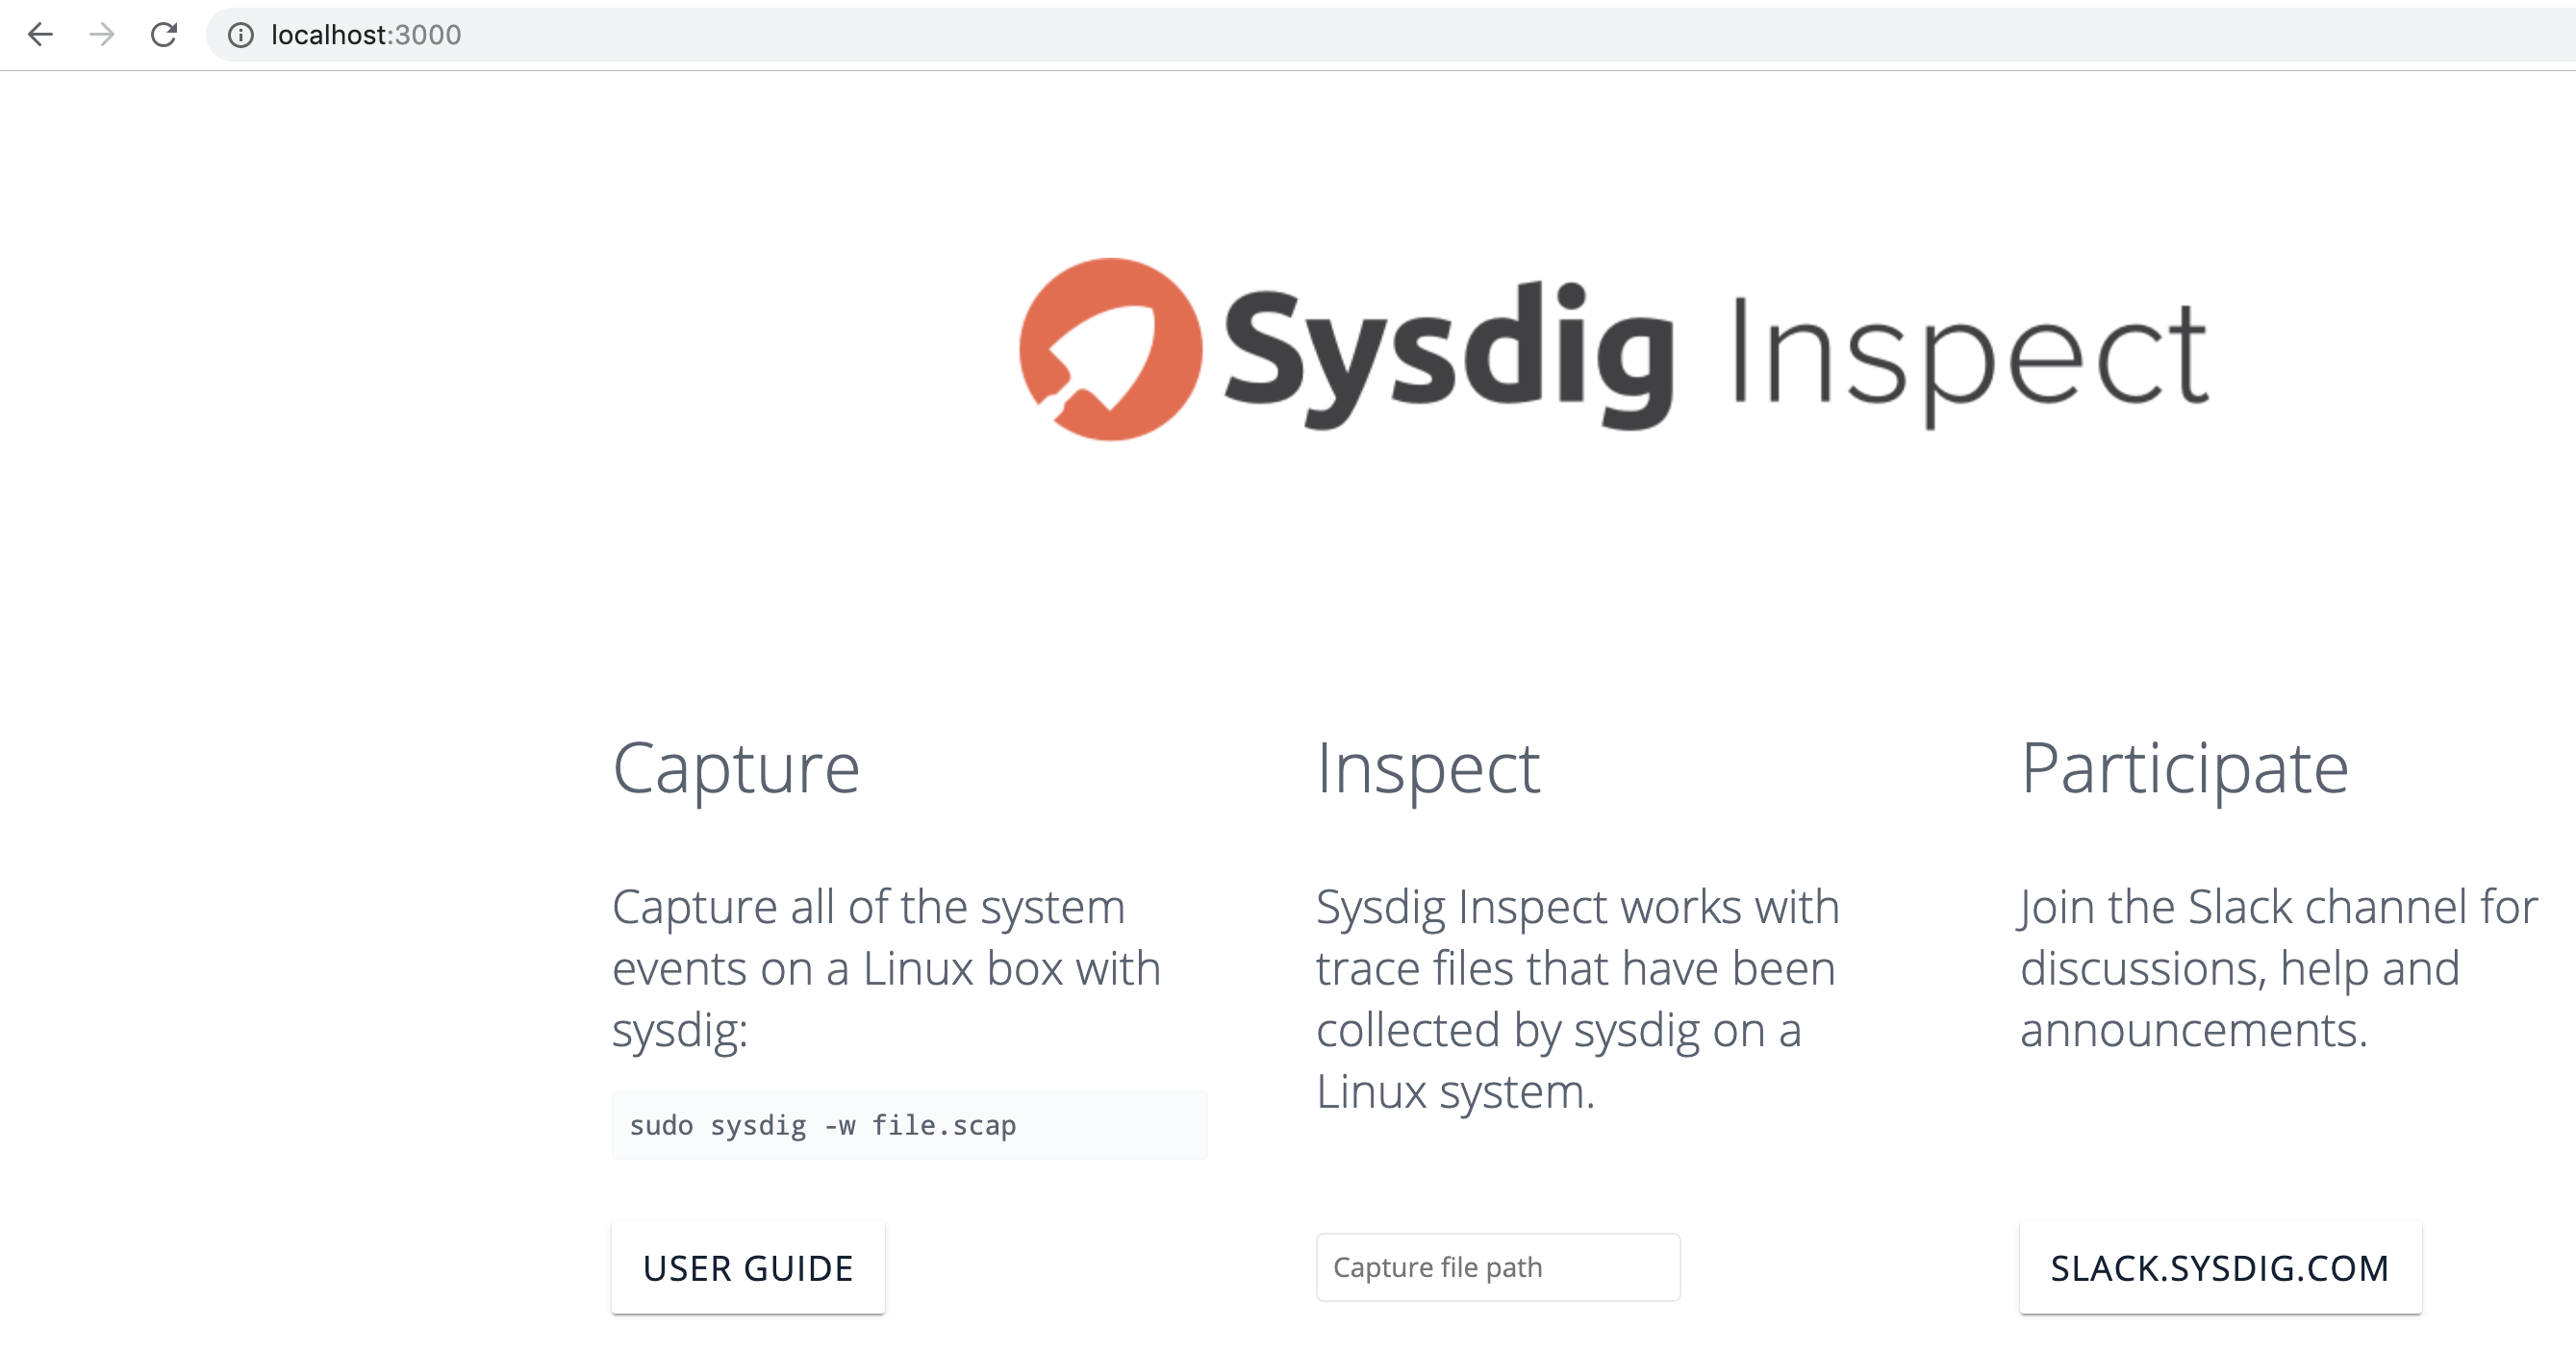 localhost:3000
Sysdig Inspect
Capture
Capture all of the system
events on a Linux box with
sysdig:
sudo sysdig -w file.scap
USER GUIDE
Inspect
Sysdig Inspect works with
trace files that have been
collected by sysdig on a
Linux system.
Capture file path
Participate
Join the Slack channel for
discussions, help and
announcements.
SLACK.SYSDIG.COM